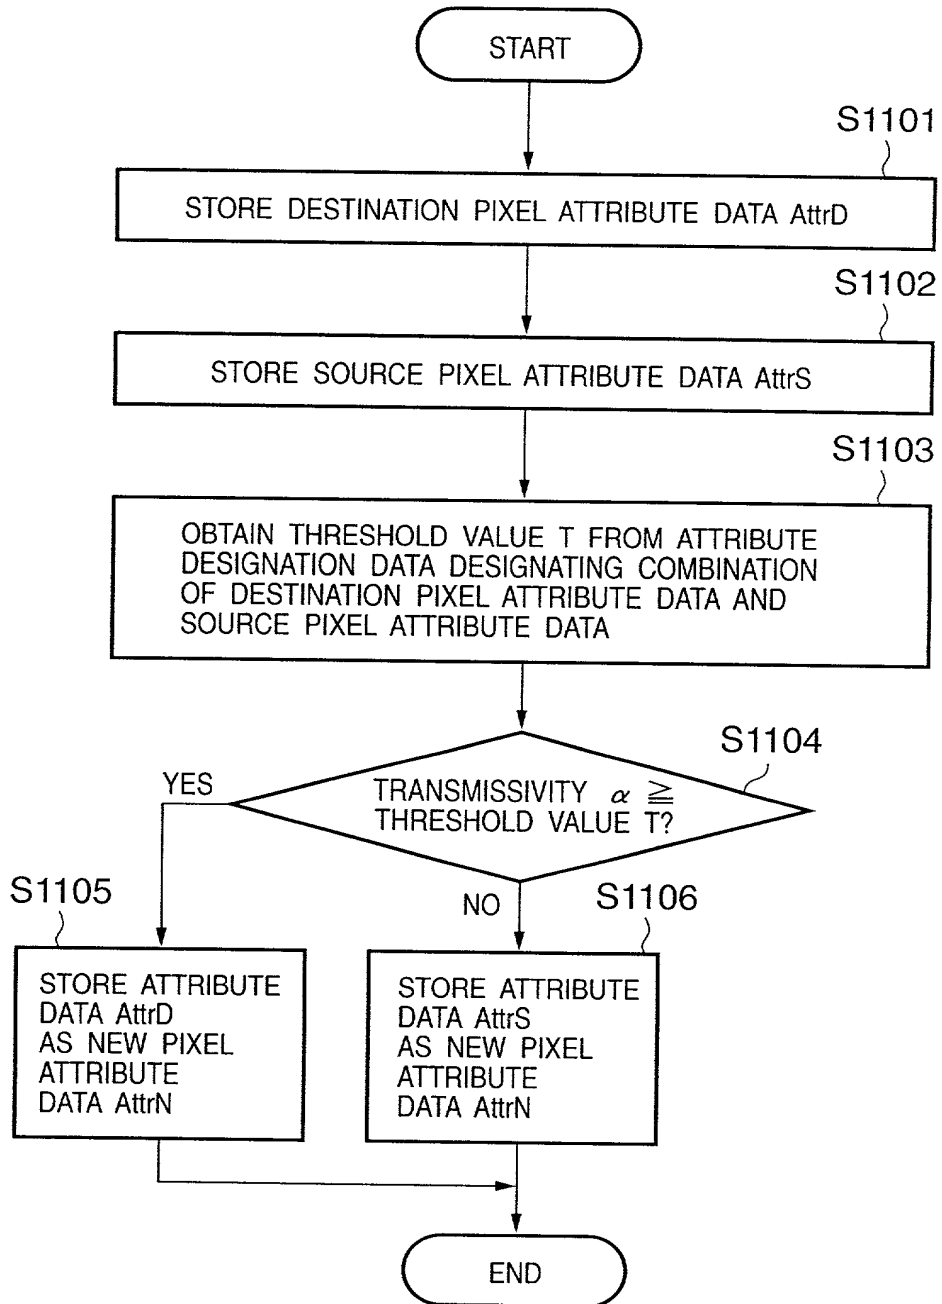 START
S1101
STORE DESTINATION PIXEL ATTRIBUTE DATA AttrD
S1102
STORE SOURCE PIXEL ATTRIBUTE DATA AttrS
S1103
OBTAIN THRESHOLD VALUE T FROM ATTRIBUTE
DESIGNATION DATA DESIGNATING COMBINATION
OF DESTINATION PIXEL ATTRIBUTE DATA AND
SOURCE PIXEL ATTRIBUTE DATA
S1104
TRANSMISSIVITY α ≧
THRESHOLD VALUE T?
YES
NO
S1105
STORE ATTRIBUTE
DATA AttrD
AS NEW PIXEL
ATTRIBUTE
DATA AttrN
S1106
STORE ATTRIBUTE
DATA AttrS
AS NEW PIXEL
ATTRIBUTE
DATA AttrN
END